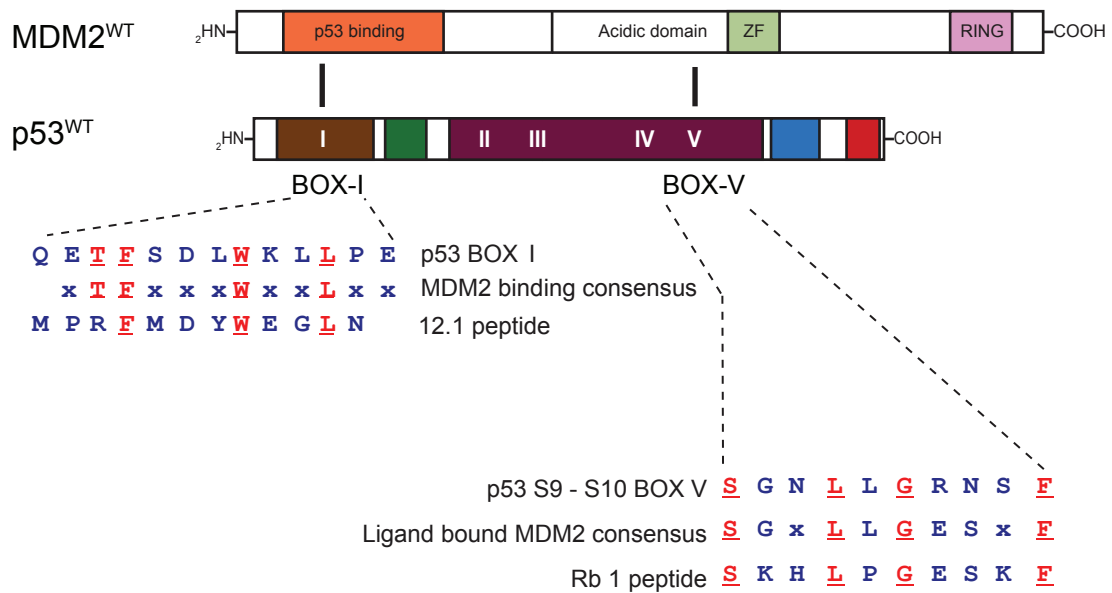 MDM2WT
2HN
p53 binding
Acidic domain
ZF
RING
COOH
p53WT
2HN
I
II
III
IV
V
COOH
BOX-I
BOX-V
Q E T F S D L W K L L P E p53 BOX I
x T F x x x W x x L x x MDM2 binding consensus
M P R F M D Y W E G L N 12.1 peptide
p53 S9 - S10 BOX V S G N L L G R N S F
Ligand bound MDM2 consensus S G x L L G E S x F
Rb 1 peptide S K H L P G E S K F